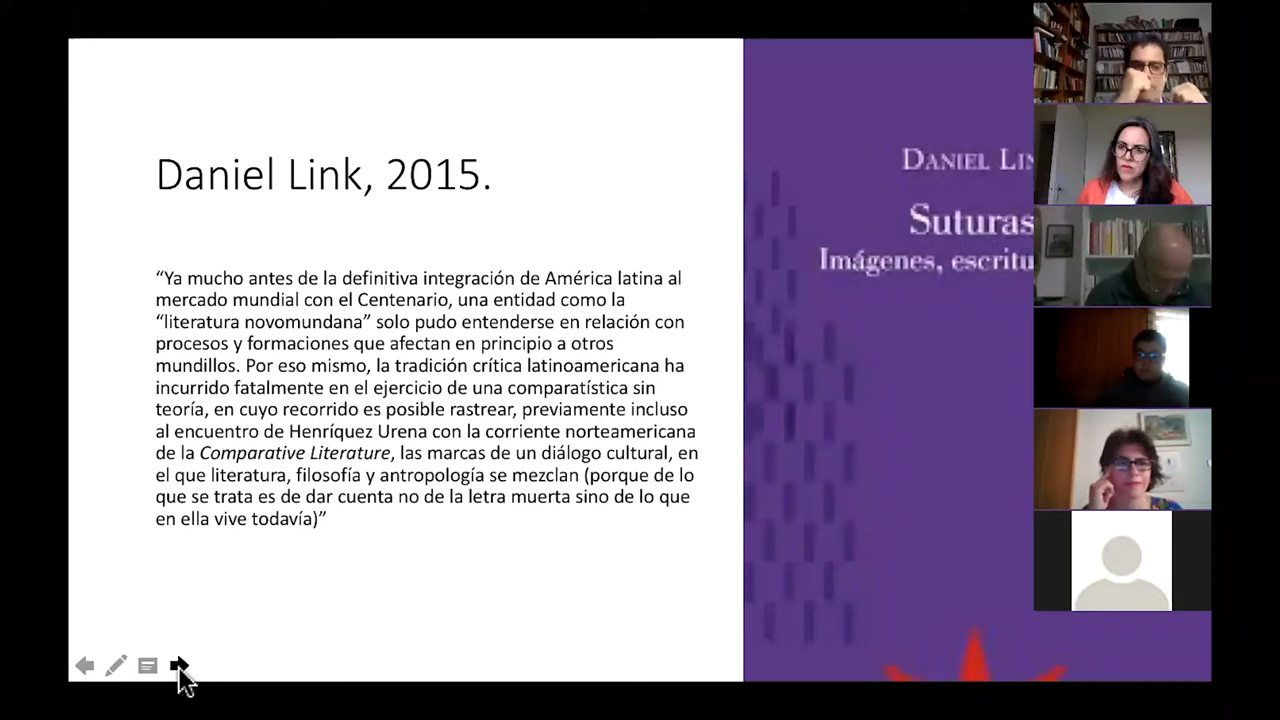 Daniel Link, 2015.
“Ya mucho antes de la definitiva integración de América latina al
mercado mundial con el Centenario, una entidad como la
“literatura novomundana” solo pudo entenderse en relación con
procesos y formaciones que afectan en principio a otros
mundillos. Por eso mismo, la tradición crítica latinoamericana ha
incurrido fatalmente en el ejercicio de una comparatística sin
teoría, en cuyo recorrido es posible rastrear, previamente incluso
al encuentro de Henríquez Urena con la corriente norteamericana
de la Comparative Literature, las marcas de un diálogo cultural, en
el que literatura, filosofía y antropología se mezclan (porque de lo
que se trata es de dar cuenta no de la letra muerta sino de lo que
en ella vive todavía)”
DANIEL LIN
Suturas
Imágenes, escritu